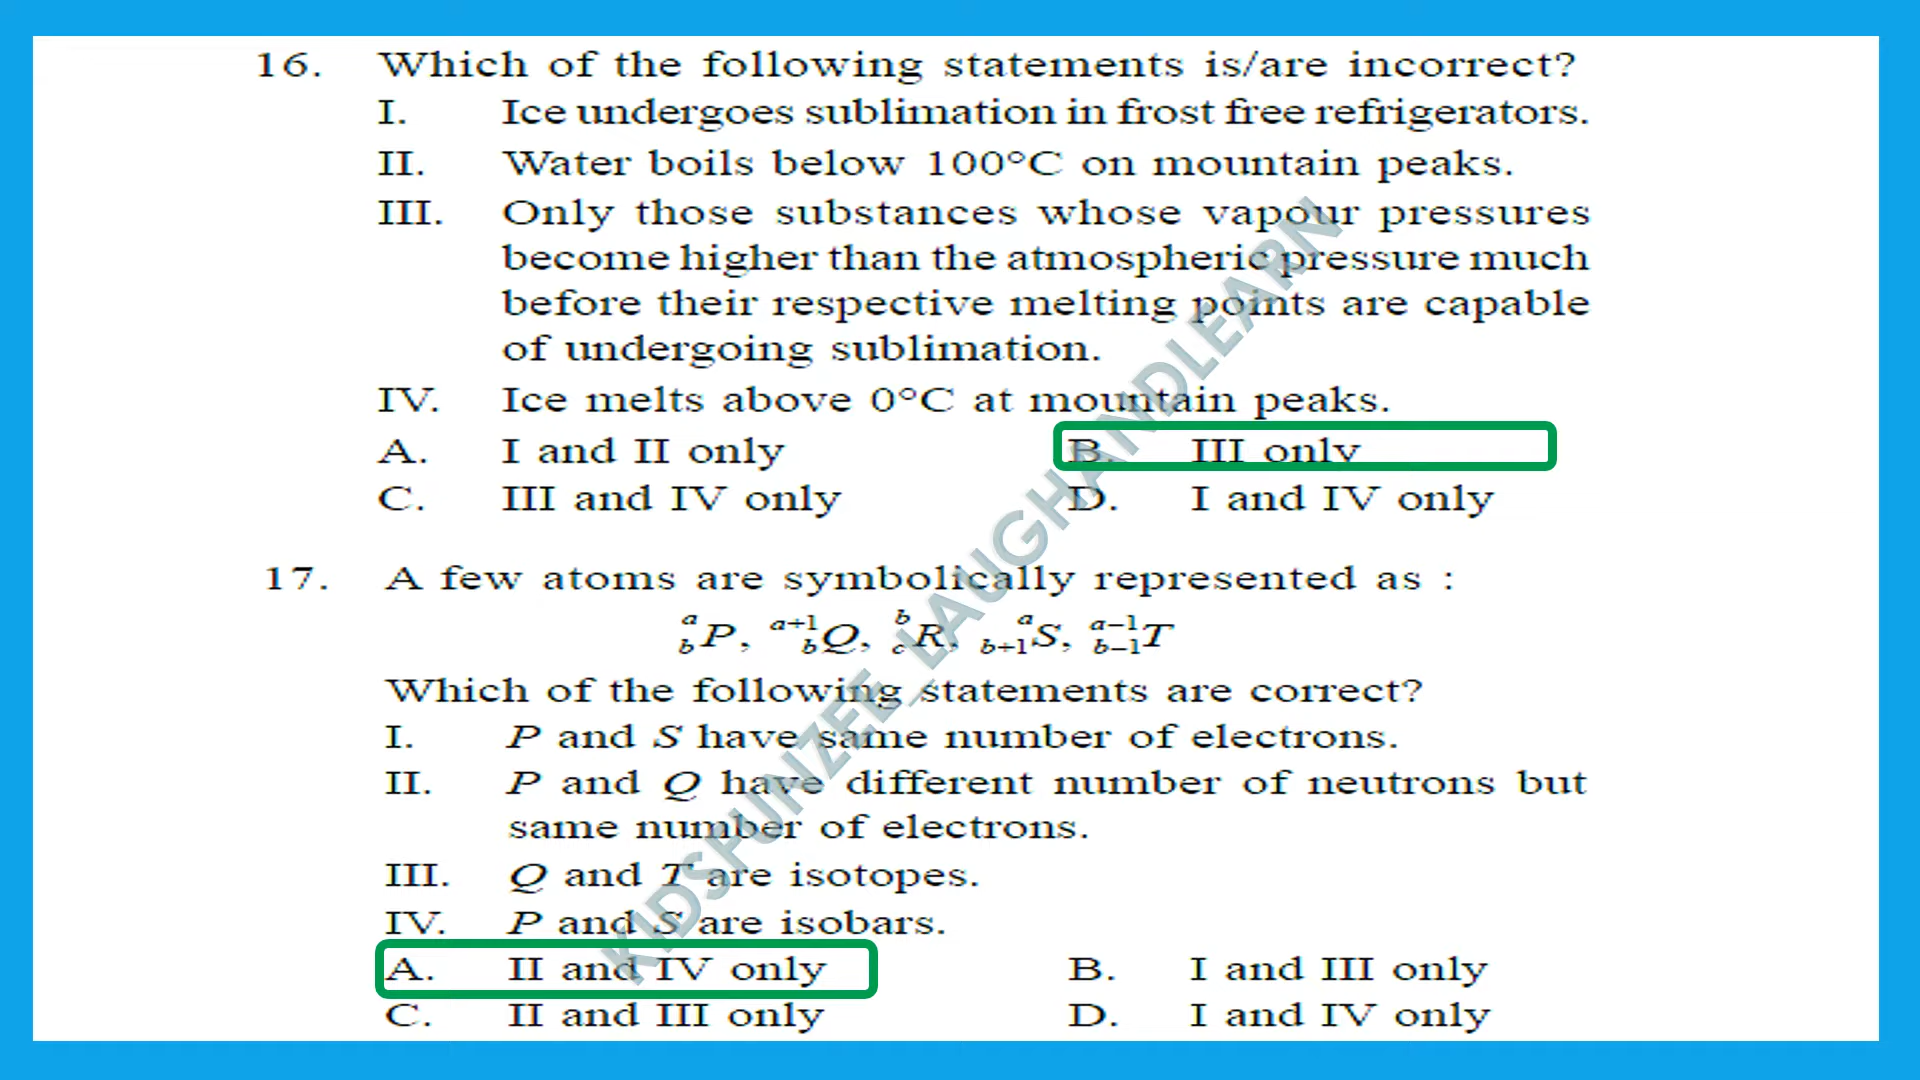 16. Which of the following statements is/are incorrect?
I. Ice undergoes sublimation in frost free refrigerators.
II. Water boils below 100°C on mountain peaks.
III. Only those substances whose vapour pressures
become higher than the atmospheric pressure much
before their respective melting points are capable
of undergoing sublimation.
IV. Ice melts above 0°C at mountain peaks.
A. I and II only B. III only
C. III and IV only D. I and IV only
17. A few atoms are symbolically represented as :
ᵃ_bP, ᵃ⁺¹_bQ, ᵇ_cR, ᵃ_b+1S, ᵃ⁻¹_b−1T
Which of the following statements are correct?
I. P and S have same number of electrons.
II. P and Q have different number of neutrons but
same number of electrons.
III. Q and T are isotopes.
IV. P and S are isobars.
A. II and IV only B. I and III only
C. II and III only D. I and IV only
KIDSFUNZEE_LAUGHANDLEARN